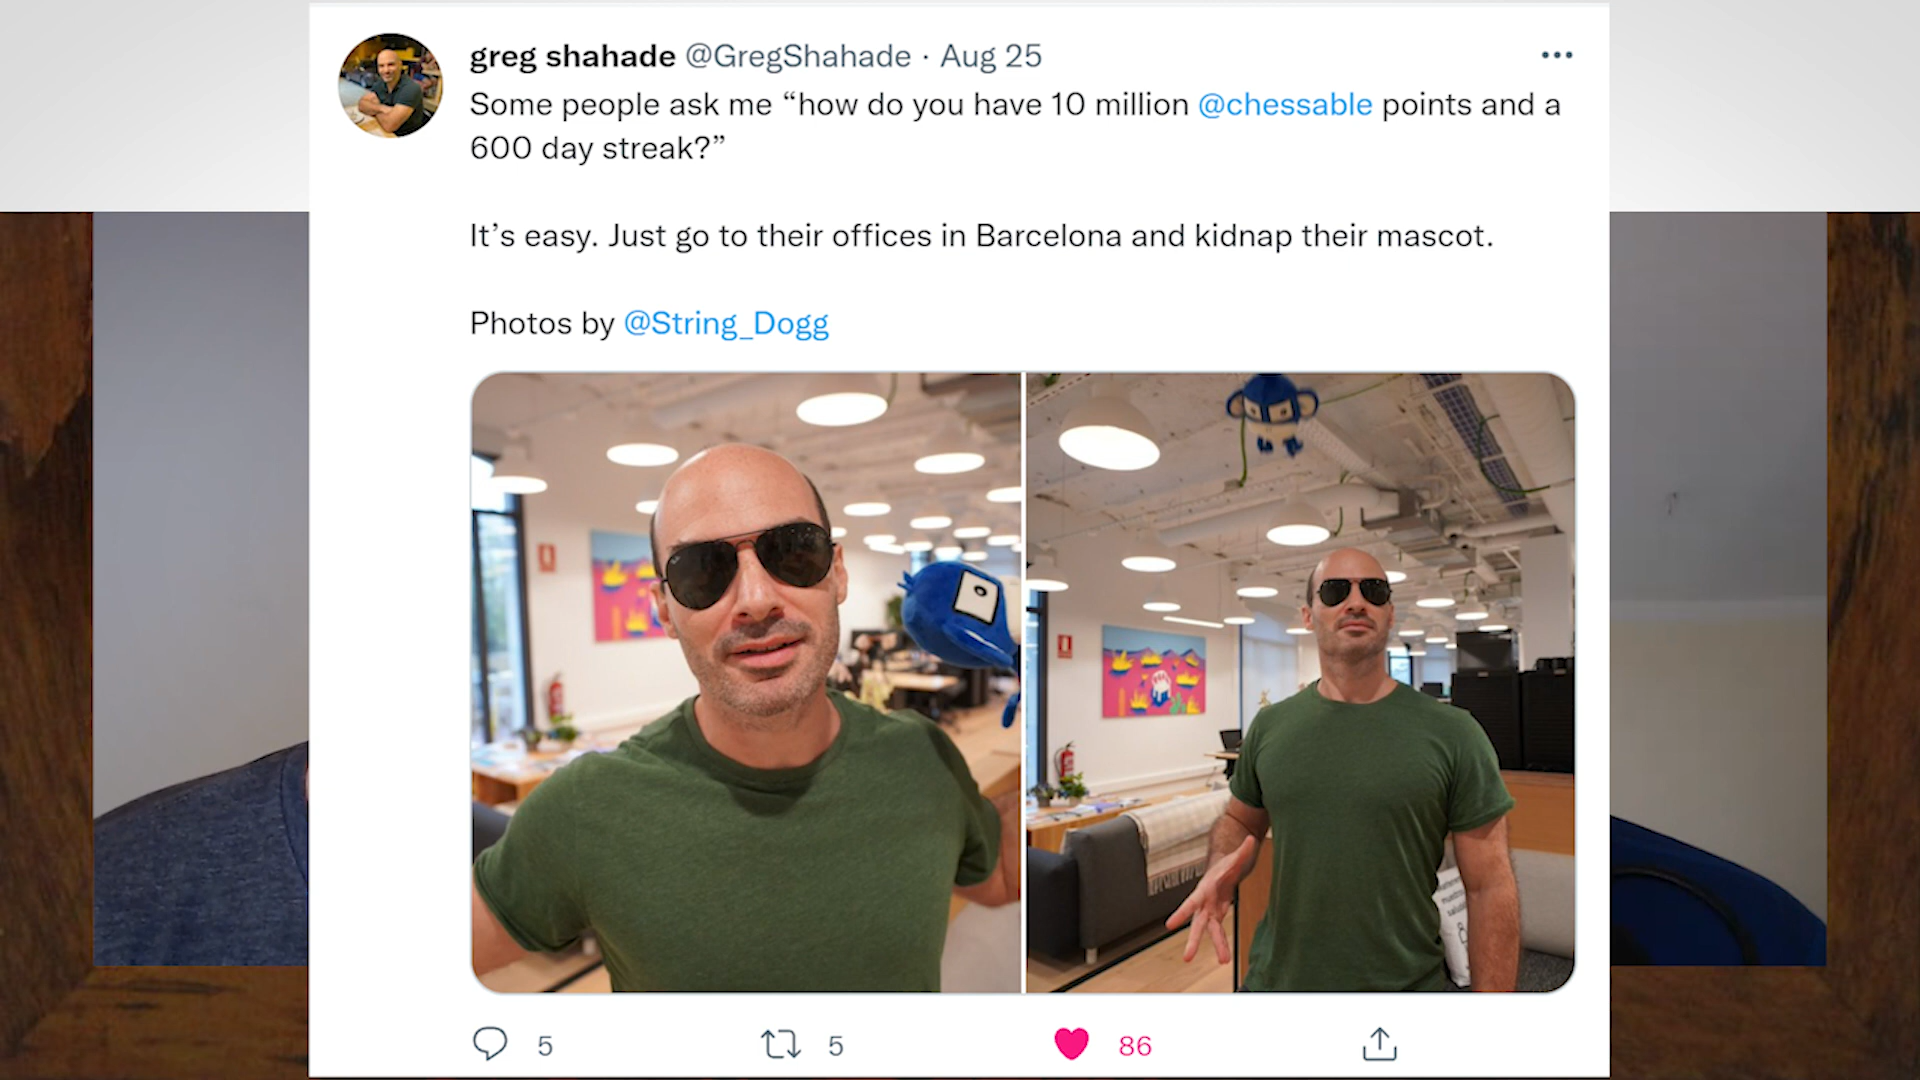 greg shahade @GregShahade · Aug 25
Some people ask me “how do you have 10 million @chessable points and a
600 day streak?”
It’s easy. Just go to their offices in Barcelona and kidnap their mascot.
Photos by @String_Dogg
5
5
86